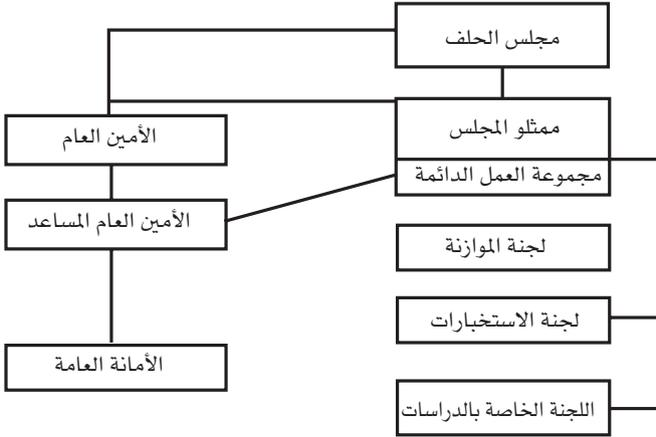 مجلس الحلف
ممثلو المجلس
مجموعة العمل الدائمة
لجنة الموازنة
لجنة الاستخبارات
اللجنة الخاصة بالدراسات
الأمين العام
الأمين العام المساعد
الأمانة العامة